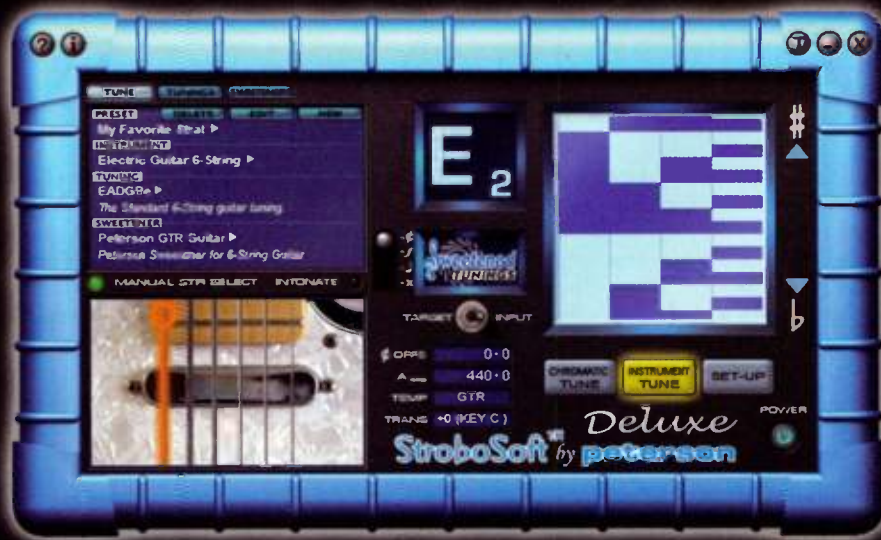 ? i T X
TUNE TUNINGS
PRESET DELETE EDIT NEW
My Favorite Strat
INSTRUMENT
Electric Guitar 6-String
TUNING
EADGBe
The Standard 6-String guitar tuning
SWEETENER
Peterson GTR Guitar
Peterson Sweetener for 6-String Guitar
MANUAL STR SELECT INTONATE
E2
Sweetened
TUNINGS
TARGET INPUT
¢ OFFS 0·0
A 440·0
TEMP GTR
TRANS +0 (KEY C)
♯
♭
CHROMATIC TUNE
INSTRUMENT TUNE
SET-UP
Deluxe
POWER
StroboSoft by peterson